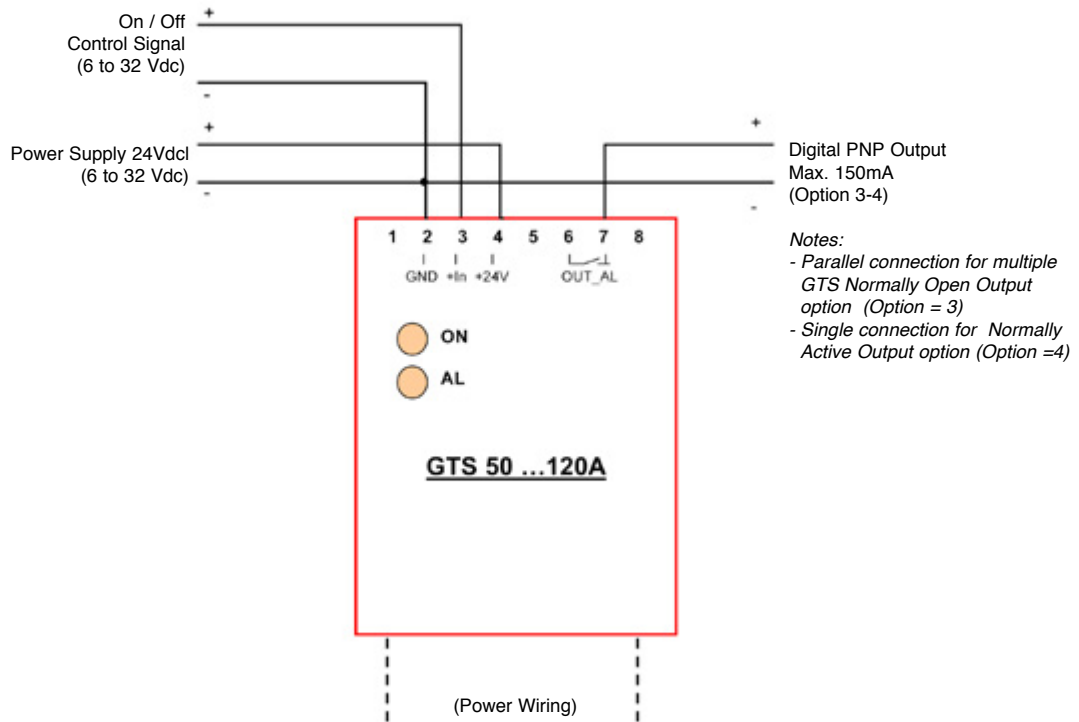 On / Off
Control Signal
(6 to 32 Vdc)
+
-
Power Supply 24Vdcl
(6 to 32 Vdc)
+
-
+
-
Digital PNP Output
Max. 150mA
(Option 3-4)
Notes:
- Parallel connection for multiple
GTS Normally Open Output
option (Option = 3)
- Single connection for Normally
Active Output option (Option =4)
1 2 3 4 5 6 7 8
GND +In +24V OUT_AL
ON
AL
GTS 50 ...120A
(Power Wiring)